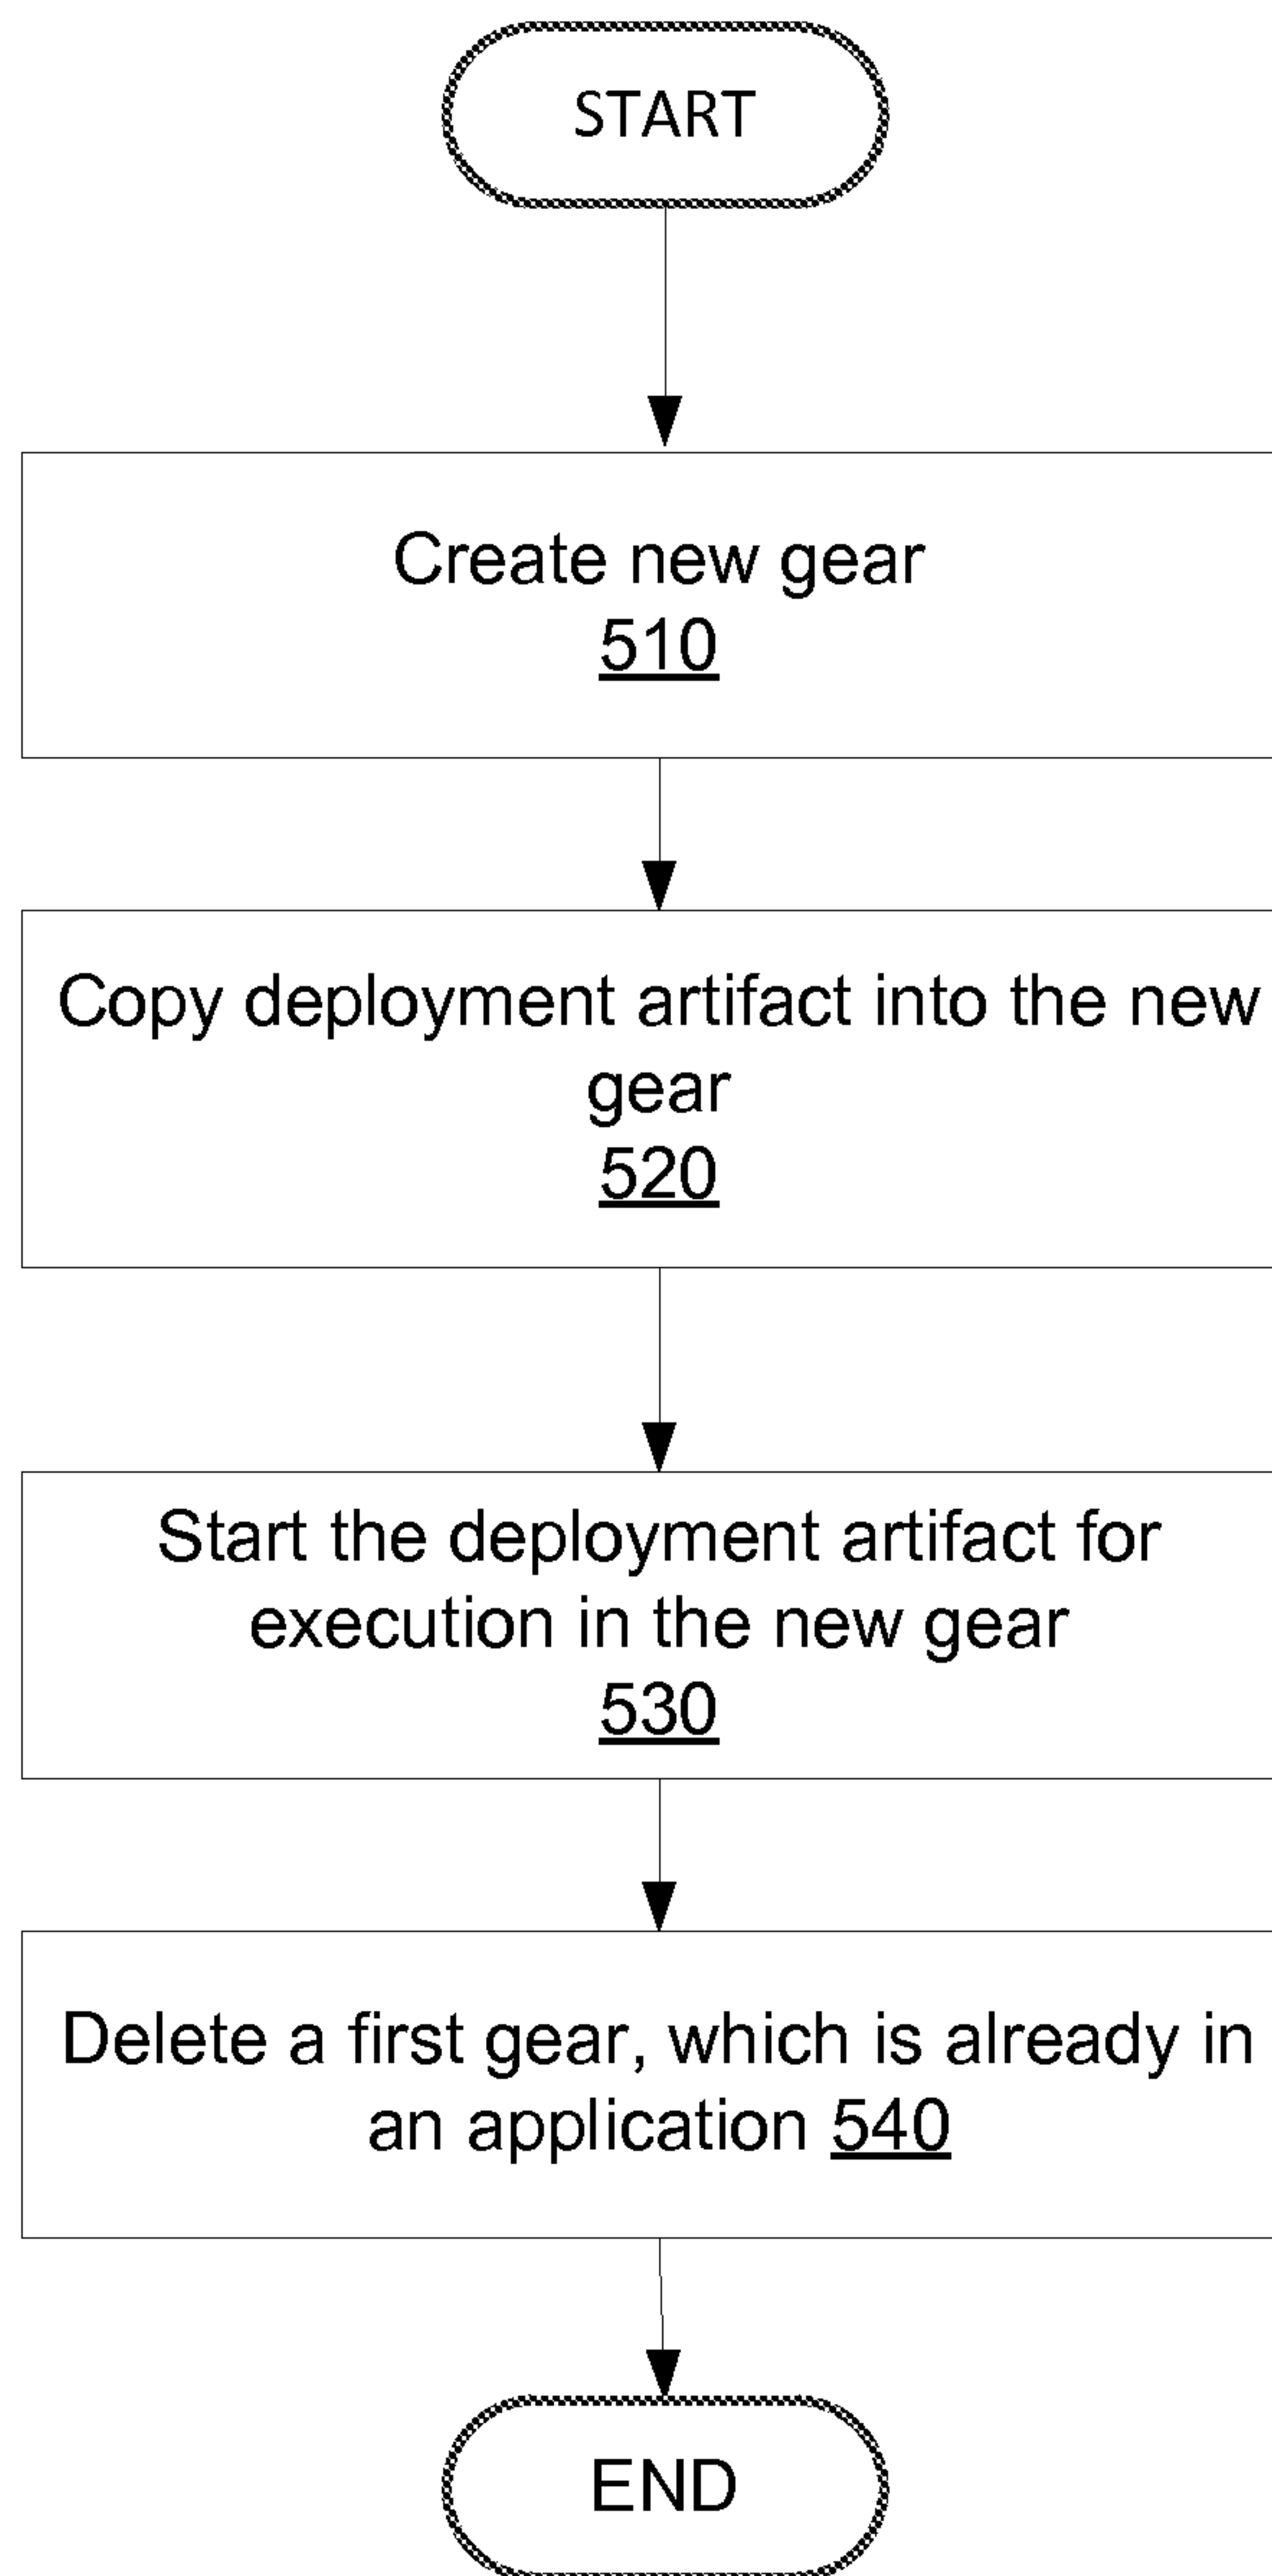 START
Create new gear
510
Copy deployment artifact into the new
gear
520
Start the deployment artifact for
execution in the new gear
530
Delete a first gear, which is already in
an application 540
END